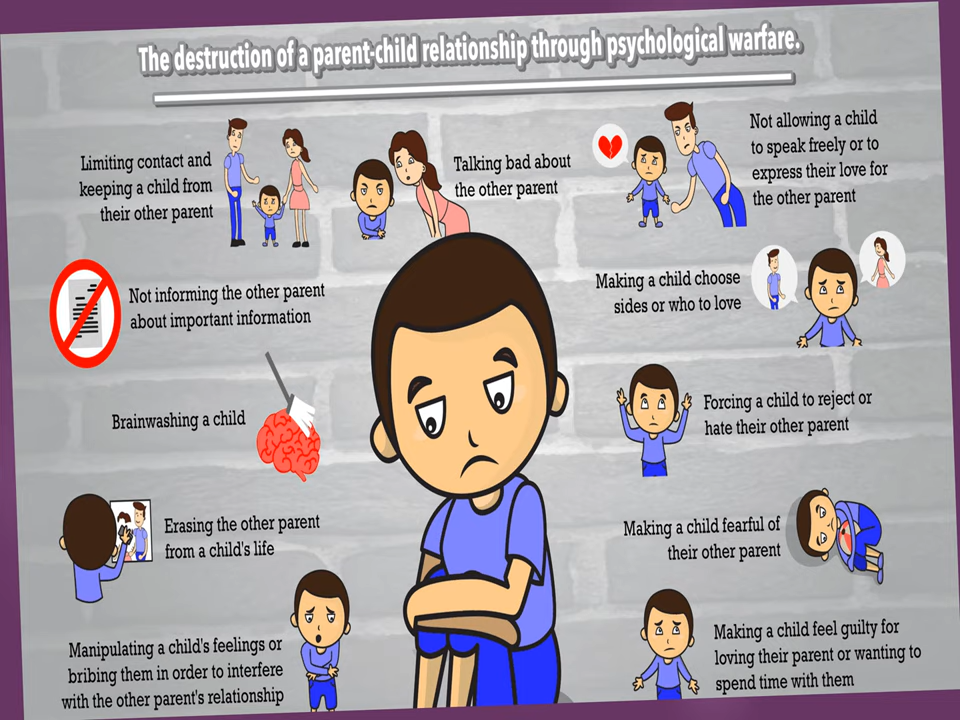 The destruction of a parent-child relationship through psychological warfare.
Limiting contact and
keeping a child from
their other parent
Talking bad about
the other parent
Not allowing a child
to speak freely or to
express their love for
the other parent
Not informing the other parent
about important information
Making a child choose
sides or who to love
Brainwashing a child
Forcing a child to reject or
hate their other parent
Erasing the other parent
from a child's life
Making a child fearful of
their other parent
Manipulating a child's feelings or
bribing them in order to interfere
with the other parent's relationship
Making a child feel guilty for
loving their parent or wanting to
spend time with them